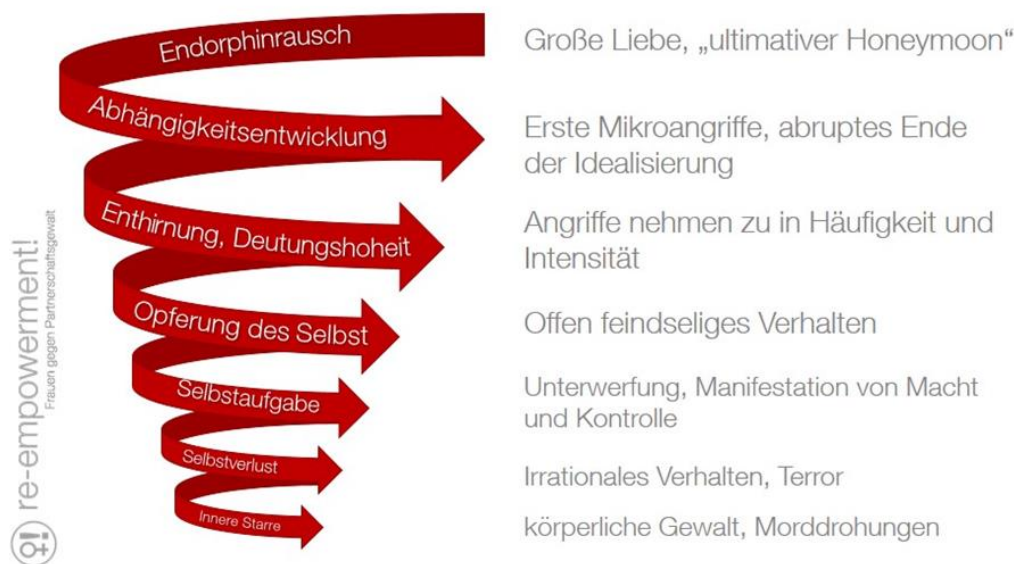 Endorphinrausch
Große Liebe, „ultimativer Honeymoon“
Abhängigkeitsentwicklung
Erste Mikroangriffe, abruptes Ende
der Idealisierung
Enthirnung, Deutungshoheit
Angriffe nehmen zu in Häufigkeit und
Intensität
Opferung des Selbst
Offen feindseliges Verhalten
Selbstaufgabe
Unterwerfung, Manifestation von Macht
und Kontrolle
Selbstverlust
Irrationales Verhalten, Terror
Innere Starre
körperliche Gewalt, Morddrohungen
re-empowerment!
Frauen gegen Partnerschaftsgewalt